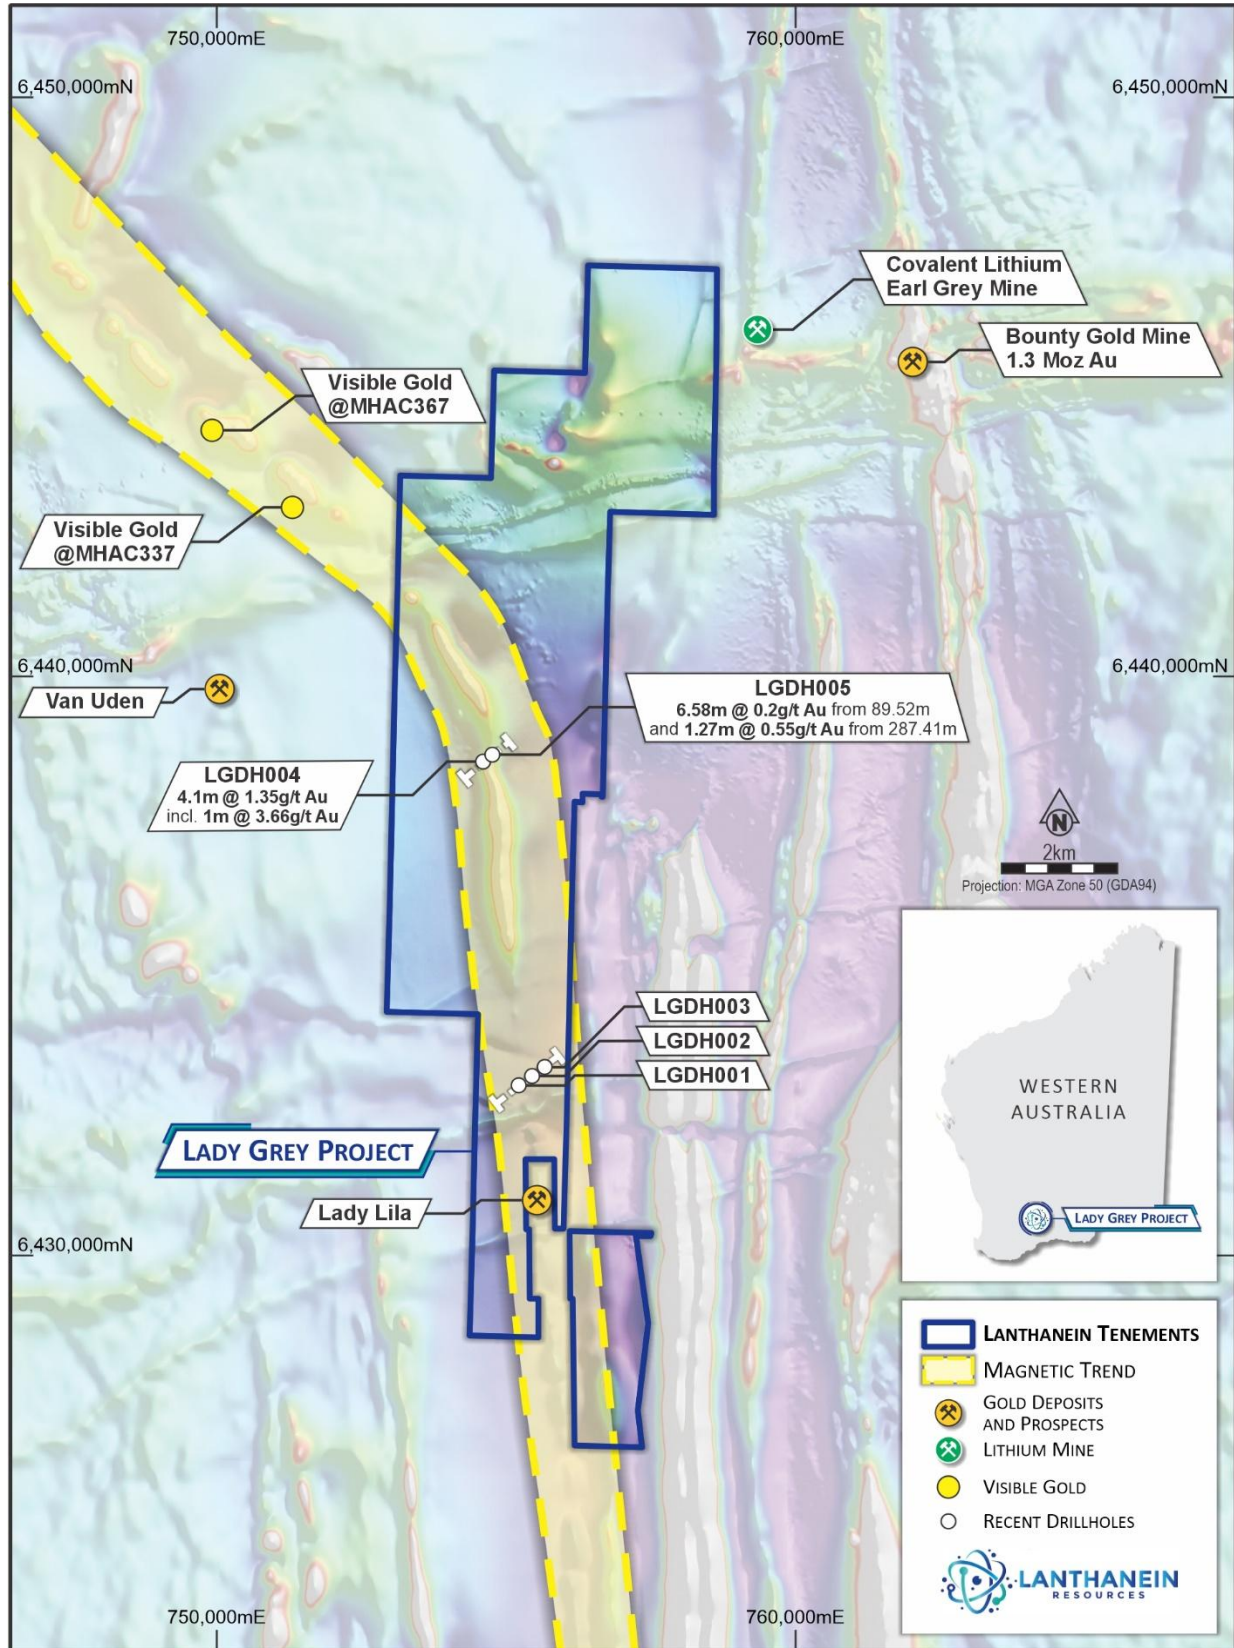 750,000mE
760,000mE
6,450,000mN
6,450,000mN
Covalent Lithium
Earl Grey Mine
Bounty Gold Mine
1.3 Moz Au
Visible Gold
@MHAC367
Visible Gold
@MHAC337
6,440,000mN
6,440,000mN
Van Uden
LGDH005
6.58m @ 0.2g/t Au from 89.52m
and 1.27m @ 0.55g/t Au from 287.41m
LGDH004
4.1m @ 1.35g/t Au
incl. 1m @ 3.66g/t Au
N
2km
Projection: MGA Zone 50 (GDA94)
LGDH003
LGDH002
LGDH001
LADY GREY PROJECT
Lady Lila
6,430,000mN
WESTERN
AUSTRALIA
LADY GREY PROJECT
LANTHANEIN TENEMENTS
MAGNETIC TREND
GOLD DEPOSITS
AND PROSPECTS
LITHIUM MINE
VISIBLE GOLD
RECENT DRILLHOLES
LANTHANEIN
RESOURCES
750,000mE
760,000mE